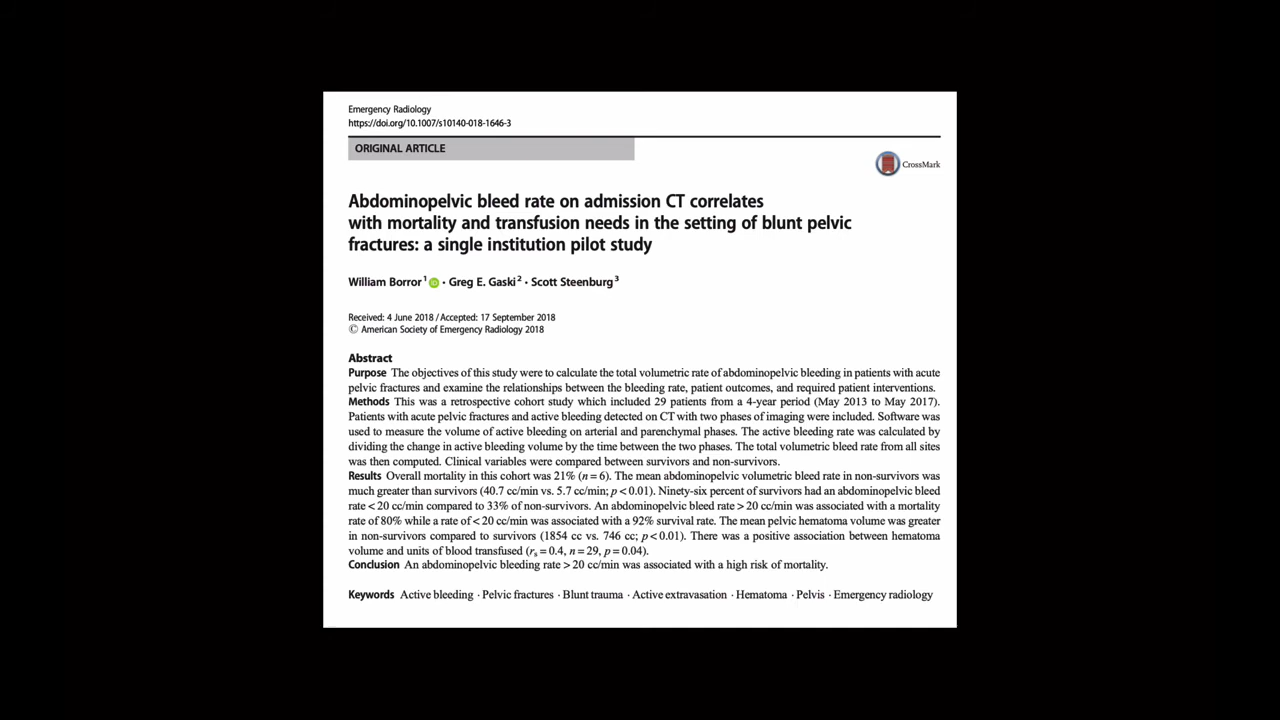 Emergency Radiology
https://doi.org/10.1007/s10140-018-1646-3
ORIGINAL ARTICLE
CrossMark
Abdominopelvic bleed rate on admission CT correlates
with mortality and transfusion needs in the setting of blunt pelvic
fractures: a single institution pilot study
William Borror 1 iD · Greg E. Gaski 2 · Scott Steenburg 3
Received: 4 June 2018 / Accepted: 17 September 2018
© American Society of Emergency Radiology 2018
Abstract
Purpose The objectives of this study were to calculate the total volumetric rate of abdominopelvic bleeding in patients with acute
pelvic fractures and examine the relationships between the bleeding rate, patient outcomes, and required patient interventions.
Methods This was a retrospective cohort study which included 29 patients from a 4-year period (May 2013 to May 2017).
Patients with acute pelvic fractures and active bleeding detected on CT with two phases of imaging were included. Software was
used to measure the volume of active bleeding on arterial and parenchymal phases. The active bleeding rate was calculated by
dividing the change in active bleeding volume by the time between the two phases. The total volumetric bleed rate from all sites
was then computed. Clinical variables were compared between survivors and non-survivors.
Results Overall mortality in this cohort was 21% (n = 6). The mean abdominopelvic volumetric bleed rate in non-survivors was
much greater than survivors (40.7 cc/min vs. 5.7 cc/min; p < 0.01). Ninety-six percent of survivors had an abdominopelvic bleed
rate < 20 cc/min compared to 33% of non-survivors. An abdominopelvic bleed rate > 20 cc/min was associated with a mortality
rate of 80% while a rate of < 20 cc/min was associated with a 92% survival rate. The mean pelvic hematoma volume was greater
in non-survivors compared to survivors (1854 cc vs. 746 cc; p < 0.01). There was a positive association between hematoma
volume and units of blood transfused (rs = 0.4, n = 29, p = 0.04).
Conclusion An abdominopelvic bleeding rate > 20 cc/min was associated with a high risk of mortality.
Keywords Active bleeding · Pelvic fractures · Blunt trauma · Active extravasation · Hematoma · Pelvis · Emergency radiology